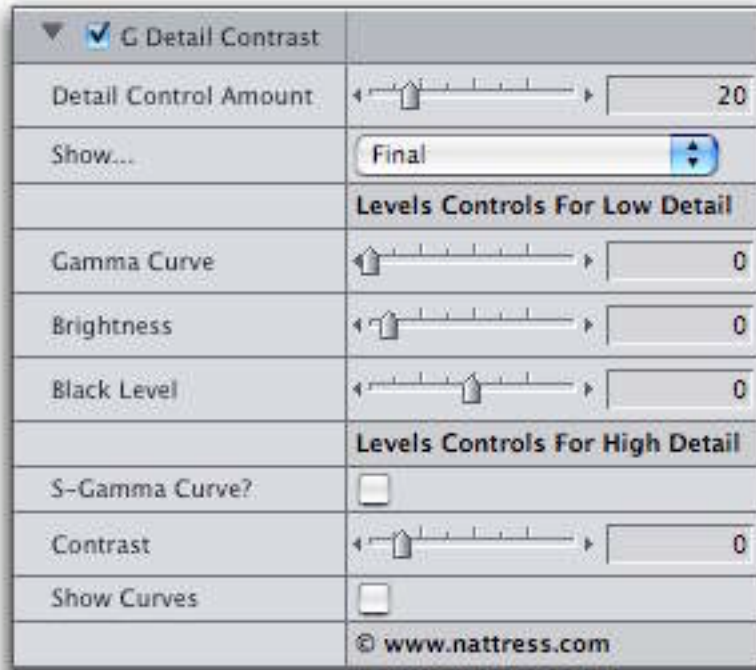 G Detail Contrast
Detail Control Amount 20
Show... Final
Levels Controls For Low Detail
Gamma Curve 0
Brightness 0
Black Level 0
Levels Controls For High Detail
S-Gamma Curve?
Contrast 0
Show Curves
© www.nattress.com